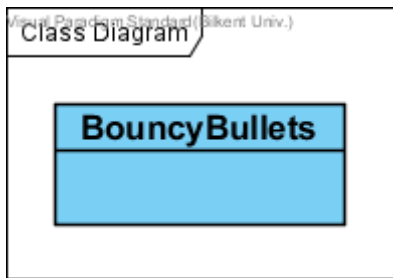 Visual Paradigm Standard(Bilkent Univ.)
Class Diagram
BouncyBullets